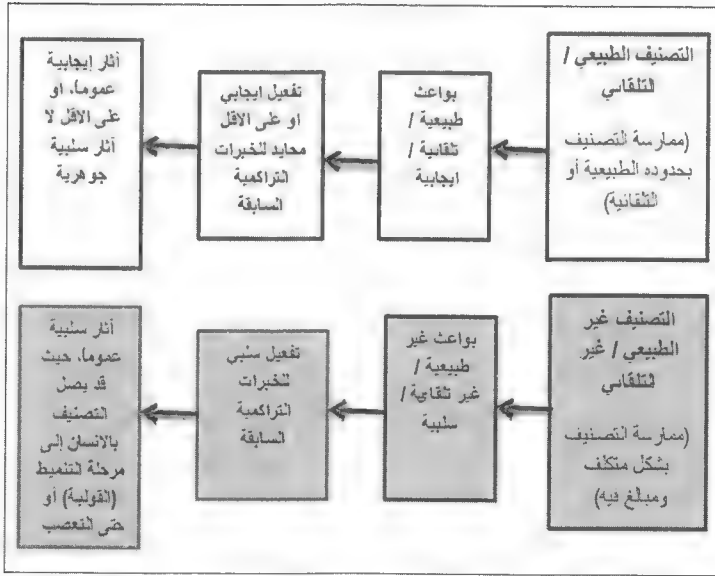 التصنيف الطبيعي /
التلقائي
(ممارسة التصنيف
بحدوده الطبيعية أو
التلقائية)
بواعث
طبيعية /
تلقائية /
ايجابية
تفعيل ايجابي
او على الاقل
محايد للخبرات
التراكمية
السابقة
آثار إيجابية
عموما، او
على الاقل لا
آثار سلبية
جوهرية
التصنيف غير
الطبيعي / غير
التلقائي
(ممارسة التصنيف
بشكل متكلف
ومبالغ فيه)
بواعث غير
طبيعية /
غير تلقائية /
سلبية
تفعيل سلبي
للخبرات
التراكمية
السابقة
آثار سلبية
عموما، حيث
قد يصل
التصنيف
بالانسان إلى
مرحلة التنميط
(القولبة) أو
حتى التعصب